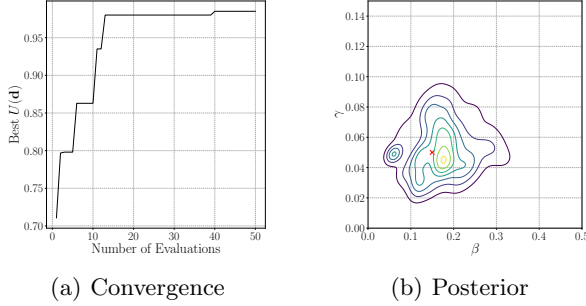 0.95
0.90
0.85
0.80
0.75
0.70
Best U(d)
0 10 20 30 40 50
Number of Evaluations
(a) Convergence
0.14
0.12
0.10
0.08
0.06
0.04
0.02
0.00
γ
0.0 0.1 0.2 0.3 0.4 0.5
β
(b) Posterior